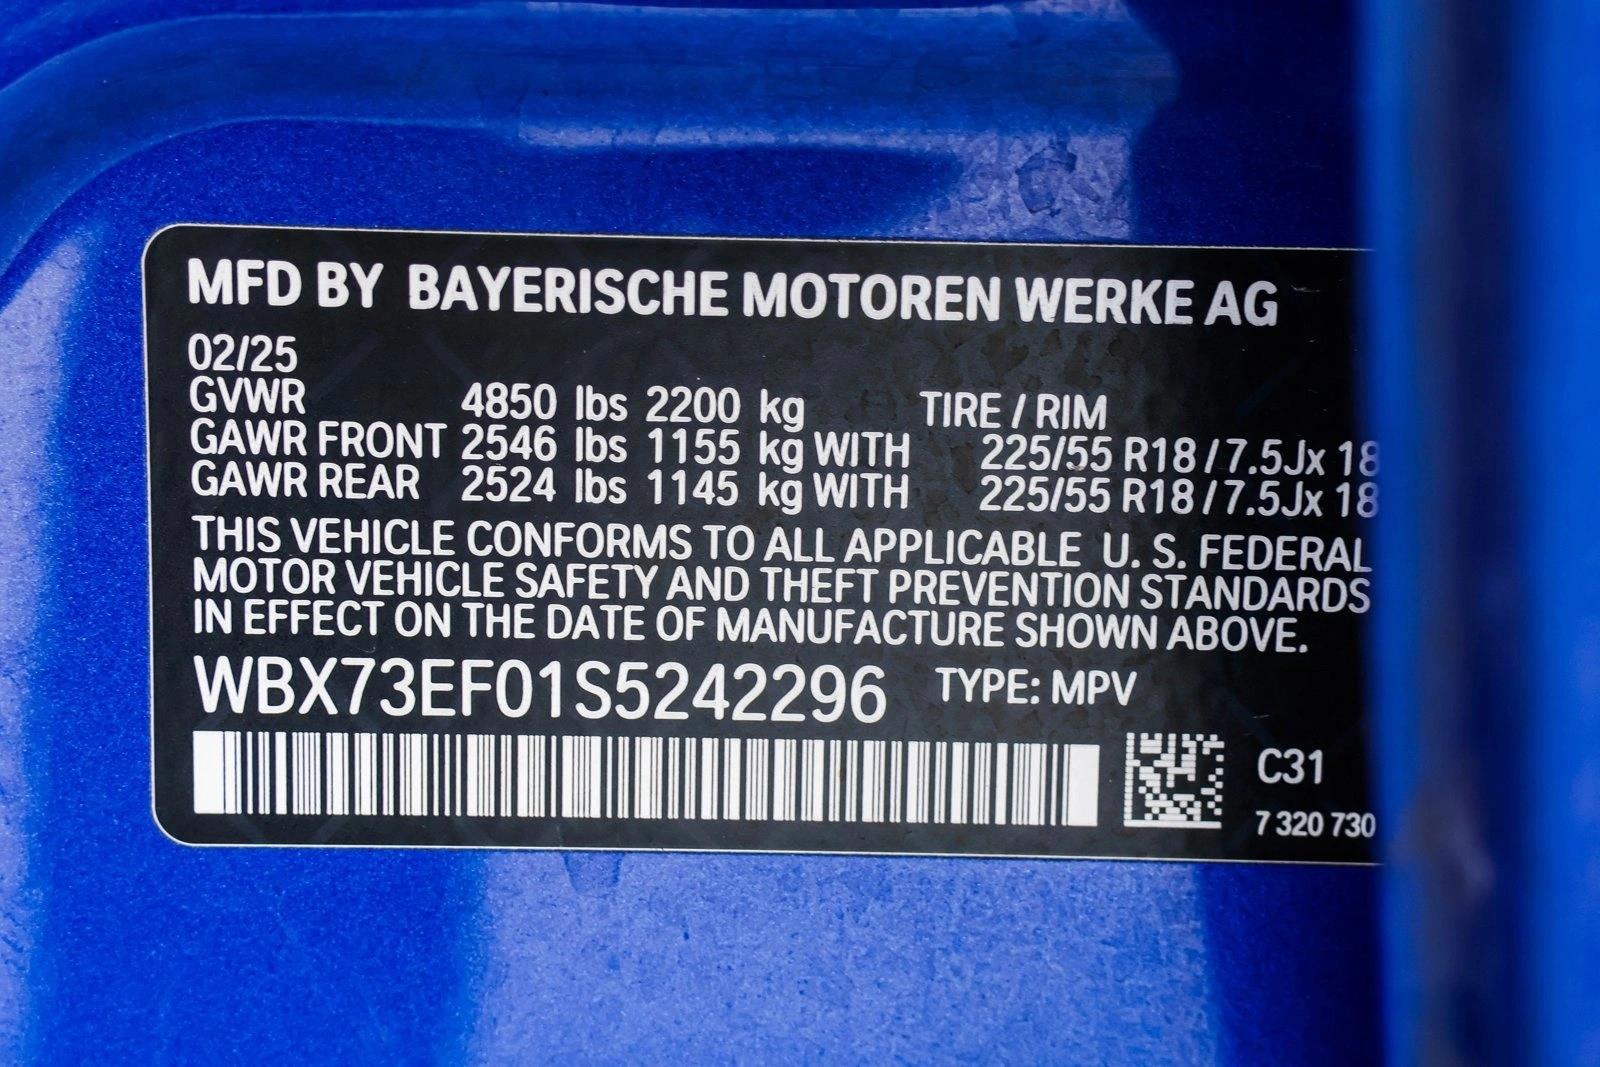 MFD BY BAYERISCHE MOTOREN WERKE AG
02/25
GVWR 4850 lbs 2200 kg TIRE / RIM
GAWR FRONT 2546 lbs 1155 kg WITH 225/55 R18 / 7.5Jx 18
GAWR REAR 2524 lbs 1145 kg WITH 225/55 R18 / 7.5Jx 18
THIS VEHICLE CONFORMS TO ALL APPLICABLE U. S. FEDERAL
MOTOR VEHICLE SAFETY AND THEFT PREVENTION STANDARDS
IN EFFECT ON THE DATE OF MANUFACTURE SHOWN ABOVE.
WBX73EF01S5242296 TYPE: MPV
C31
7 320 730